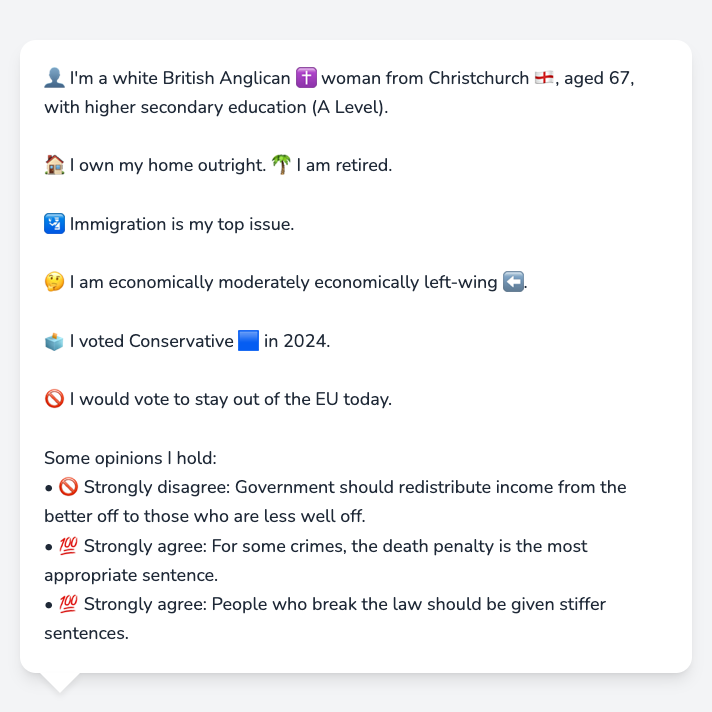 👤 I'm a white British Anglican ✝️ woman from Christchurch 🏴󠁧󠁢󠁥󠁮󠁧󠁿, aged 67,
with higher secondary education (A Level).
🏠 I own my home outright. 🌴 I am retired.
🛂 Immigration is my top issue.
🤔 I am economically moderately economically left-wing ⬅️.
🗳️ I voted Conservative 🟦 in 2024.
🚫 I would vote to stay out of the EU today.
Some opinions I hold:
• 🚫 Strongly disagree: Government should redistribute income from the
better off to those who are less well off.
• 💯 Strongly agree: For some crimes, the death penalty is the most
appropriate sentence.
• 💯 Strongly agree: People who break the law should be given stiffer
sentences.